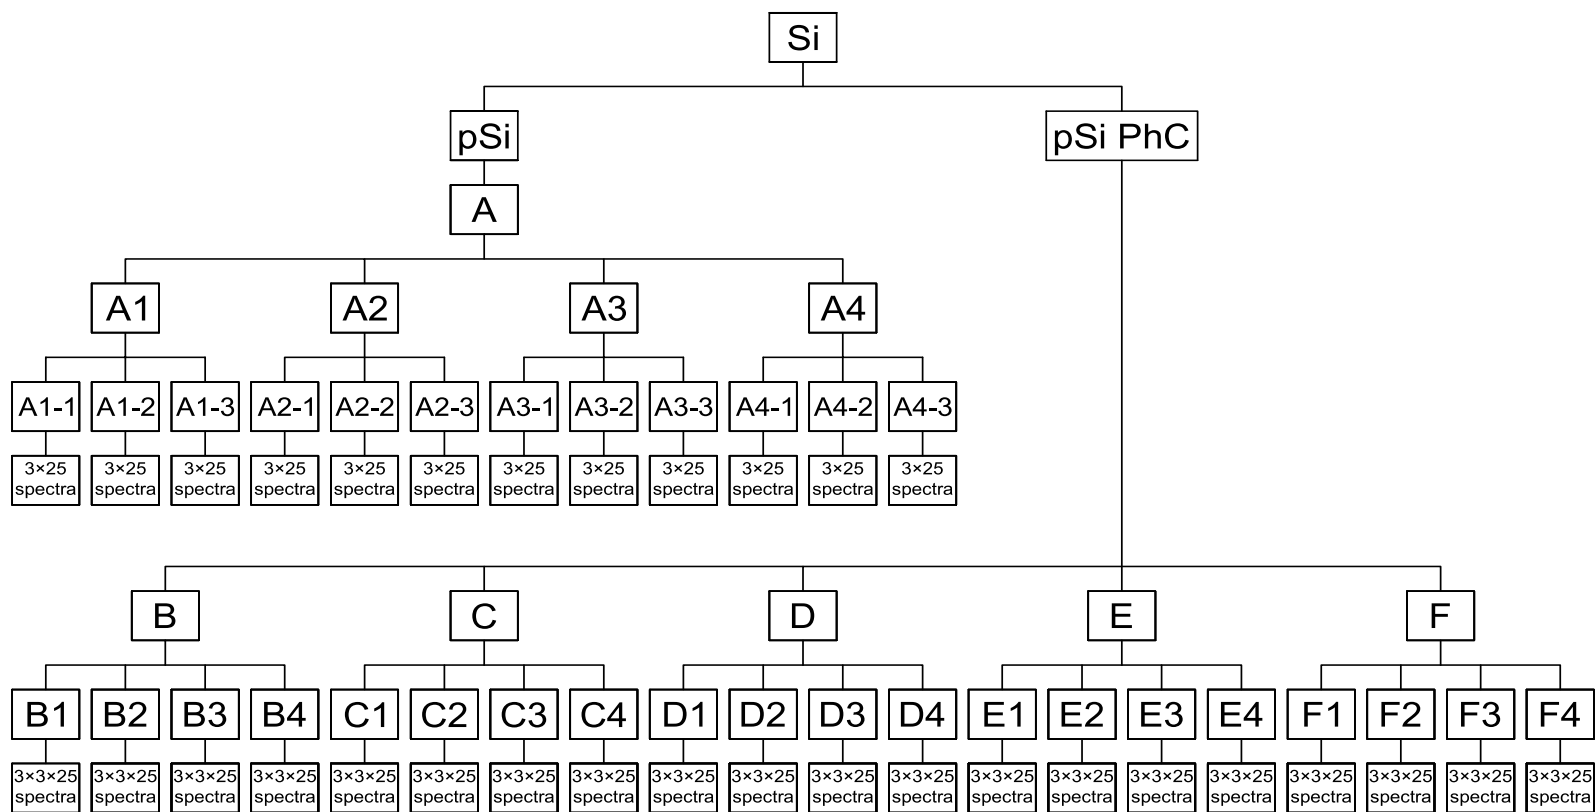 Si
pSi
pSi PhC
A
A1
A2
A3
A4
A1-1
A1-2
A1-3
A2-1
A2-2
A2-3
A3-1
A3-2
A3-3
A4-1
A4-2
A4-3
3×25
spectra
3×25
spectra
3×25
spectra
3×25
spectra
3×25
spectra
3×25
spectra
3×25
spectra
3×25
spectra
3×25
spectra
3×25
spectra
3×25
spectra
3×25
spectra
B
C
D
E
F
B1
B2
B3
B4
C1
C2
C3
C4
D1
D2
D3
D4
E1
E2
E3
E4
F1
F2
F3
F4
3×3×25
spectra
3×3×25
spectra
3×3×25
spectra
3×3×25
spectra
3×3×25
spectra
3×3×25
spectra
3×3×25
spectra
3×3×25
spectra
3×3×25
spectra
3×3×25
spectra
3×3×25
spectra
3×3×25
spectra
3×3×25
spectra
3×3×25
spectra
3×3×25
spectra
3×3×25
spectra
3×3×25
spectra
3×3×25
spectra
3×3×25
spectra
3×3×25
spectra